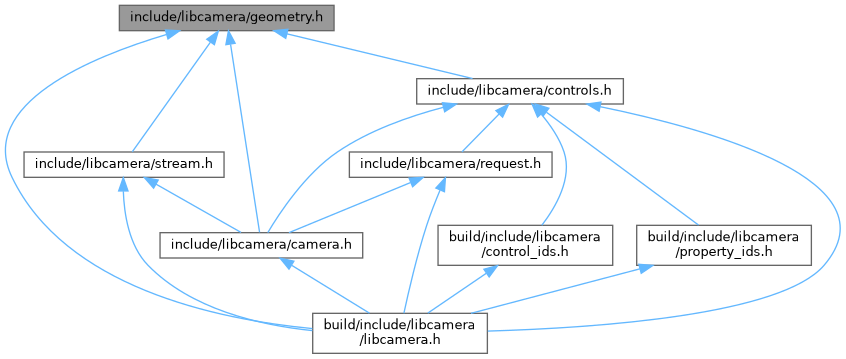 include/libcamera/geometry.h
include/libcamera/controls.h
include/libcamera/stream.h
include/libcamera/request.h
include/libcamera/camera.h
build/include/libcamera
/control_ids.h
build/include/libcamera
/property_ids.h
build/include/libcamera
/libcamera.h